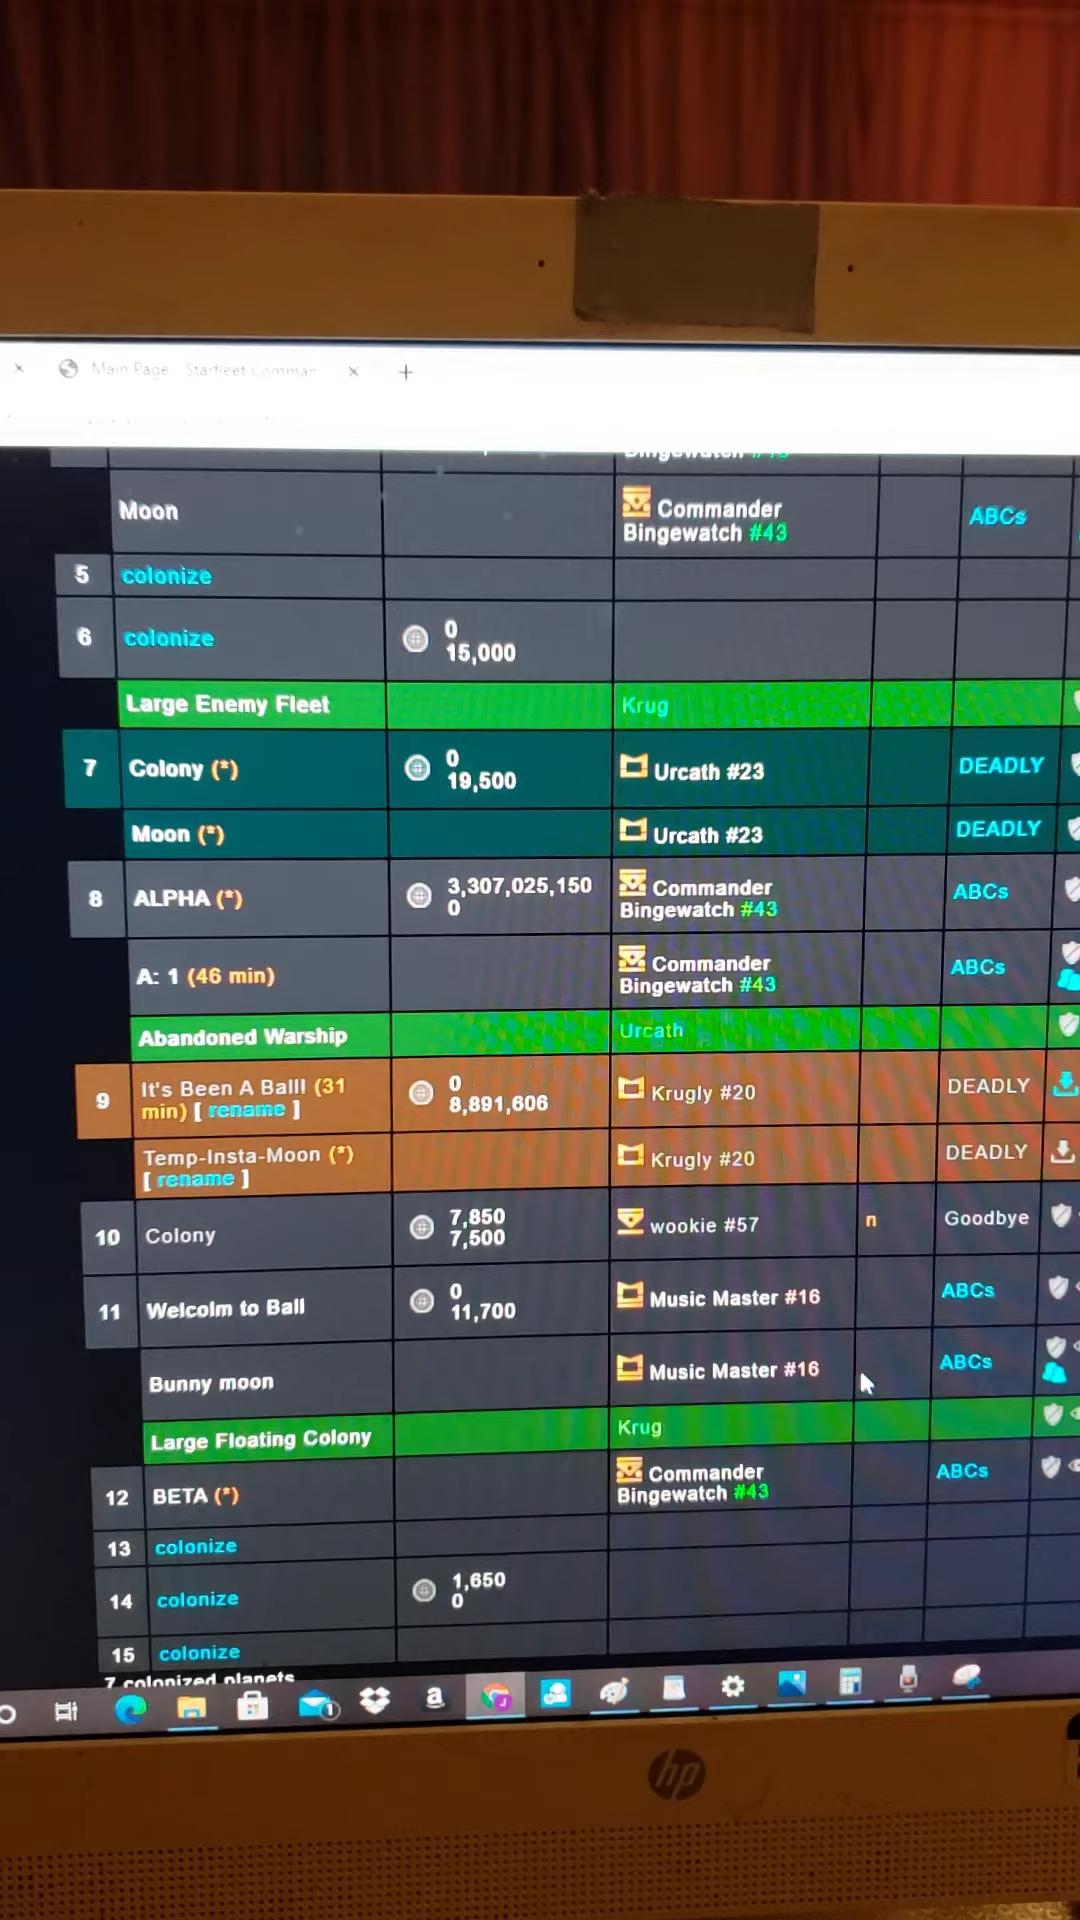 Main Page Starfleet Comman
Bingewatch #43
Moon
Commander
Bingewatch #43
ABCs
5 colonize
6 colonize
0
15,000
Large Enemy Fleet Krug
7 Colony (*)
0
19,500
Urcath #23 DEADLY
Moon (*) Urcath #23 DEADLY
8 ALPHA (*)
3,307,025,150
0
Commander
Bingewatch #43
ABCs
A: 1 (46 min)
Commander
Bingewatch #43
ABCs
Abandoned Warship Urcath
9
It's Been A Ball! (31
min) [ rename ]
0
8,891,606
Krugly #20 DEADLY
Temp-Insta-Moon (*)
[ rename ]
Krugly #20 DEADLY
10 Colony
7,850
7,500
wookie #57 n Goodbye
11 Welcolm to Ball
0
11,700
Music Master #16 ABCs
Bunny moon Music Master #16 ABCs
Large Floating Colony Krug
12 BETA (*)
Commander
Bingewatch #43
ABCs
13 colonize
14 colonize
1,650
0
15 colonize
7 colonized planets
1
a
J
hp